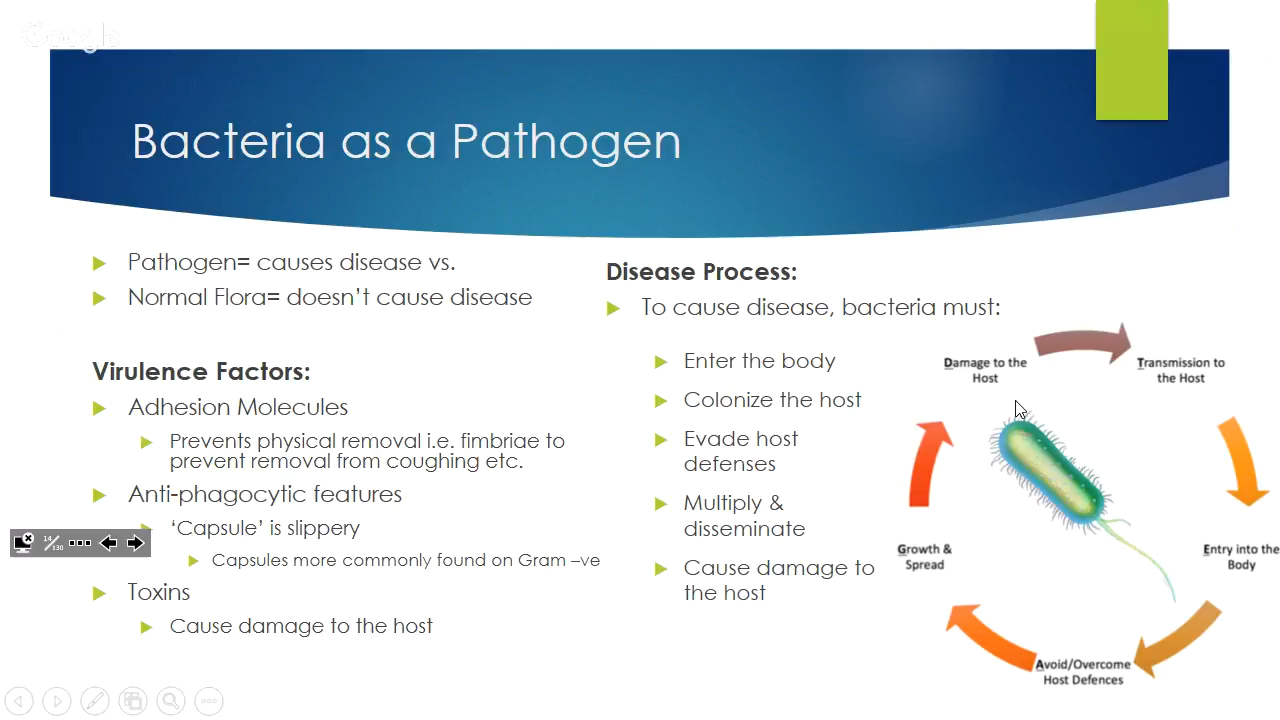 Google
Bacteria as a Pathogen
Pathogen= causes disease vs.
Normal Flora= doesn't cause disease
Virulence Factors:
Adhesion Molecules
Prevents physical removal i.e. fimbriae to
prevent removal from coughing etc.
Anti-phagocytic features
'Capsule' is slippery
Capsules more commonly found on Gram –ve
Toxins
Cause damage to the host
14/130
Disease Process:
To cause disease, bacteria must:
Enter the body
Colonize the host
Evade host
defenses
Multiply &
disseminate
Cause damage to
the host
Damage to the
Host
Transmission to
the Host
Entry into the
Body
Avoid/Overcome
Host Defences
Growth &
Spread